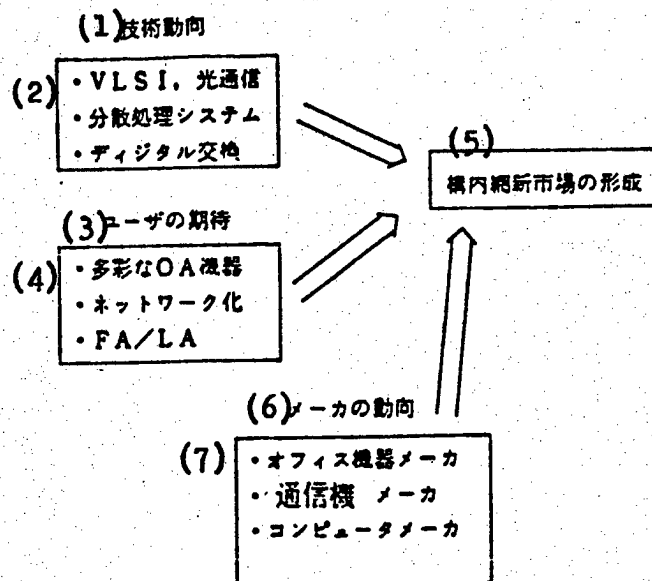 (1)技術動向
(2)
・VLSI，光通信
・分散処理システム
・ディジタル交換
(5)
構内網新市場の形成
(3)ユーザの期待
(4)
・多彩なOA機器
・ネットワーク化
・FA／LA
(6)メーカの動向
(7)
・オフィス機器メーカ
・通信機 メーカ
・コンピュータメーカ